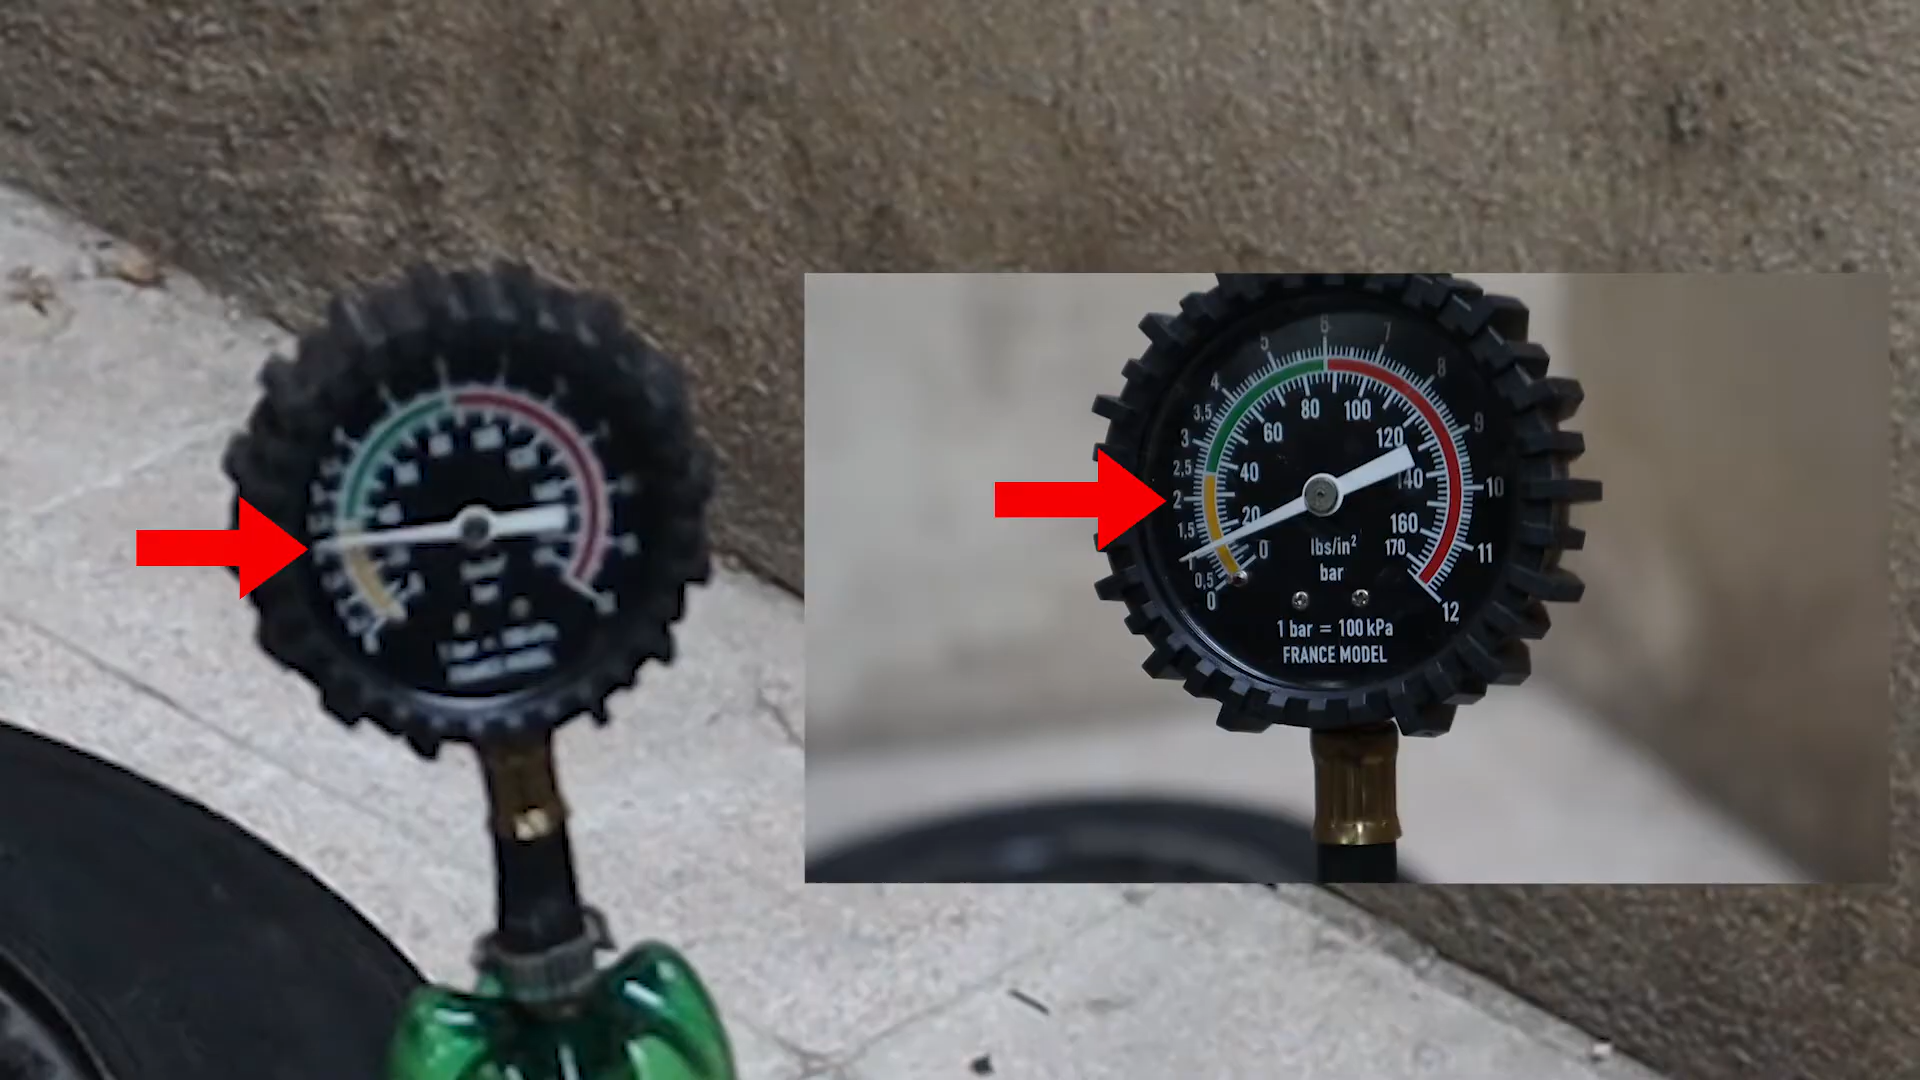 6
5 7
4 8
3,5 80 100
3 60 120 9
2,5 40 140 10
2
1,5 20 160
1 0 lbs/in² 170 11
0,5 bar
0 12
1 bar = 100 kPa
FRANCE MODEL